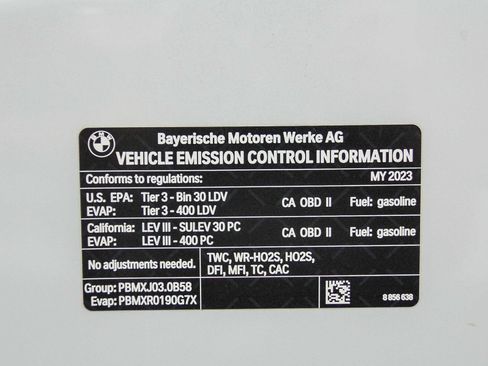 BMW
Bayerische Motoren Werke AG
VEHICLE EMISSION CONTROL INFORMATION
Conforms to regulations: MY 2023
U.S. EPA: Tier 3 - Bin 30 LDV CA OBD II Fuel: gasoline
EVAP: Tier 3 - 400 LDV
California: LEV III - SULEV 30 PC CA OBD II Fuel: gasoline
EVAP: LEV III - 400 PC
No adjustments needed. TWC, WR-HO2S, HO2S,
DFI, MFI, TC, CAC
Group: PBMXJ03.0B58
Evap: PBMXR0190G7X 8 856 638